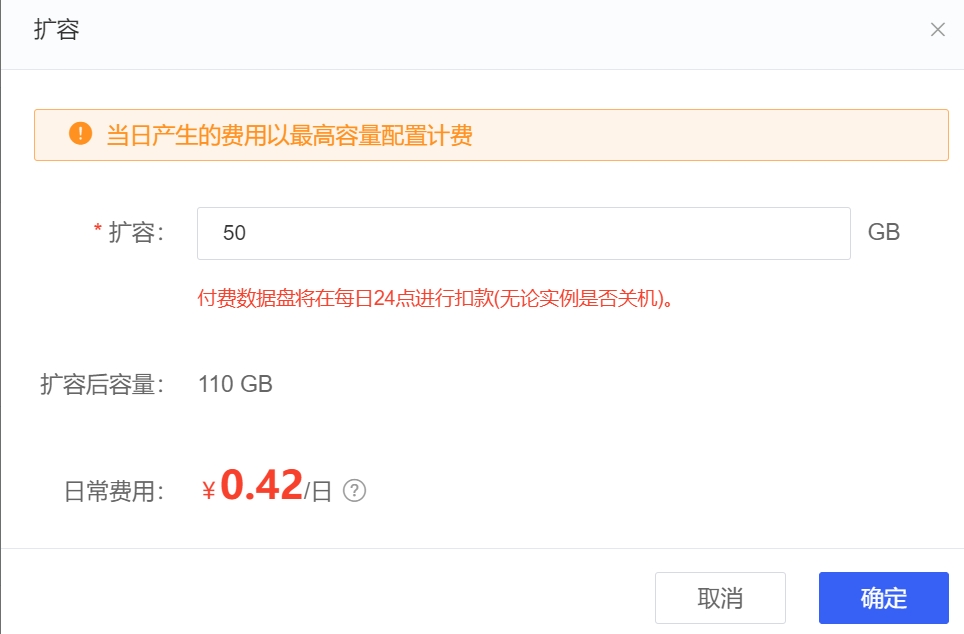 扩容
当日产生的费用以最高容量配置计费
* 扩容： 50 GB
付费数据盘将在每日24点进行扣款(无论实例是否关机)。
扩容后容量： 110 GB
日常费用： ¥0.42/日 ?
取消 确定